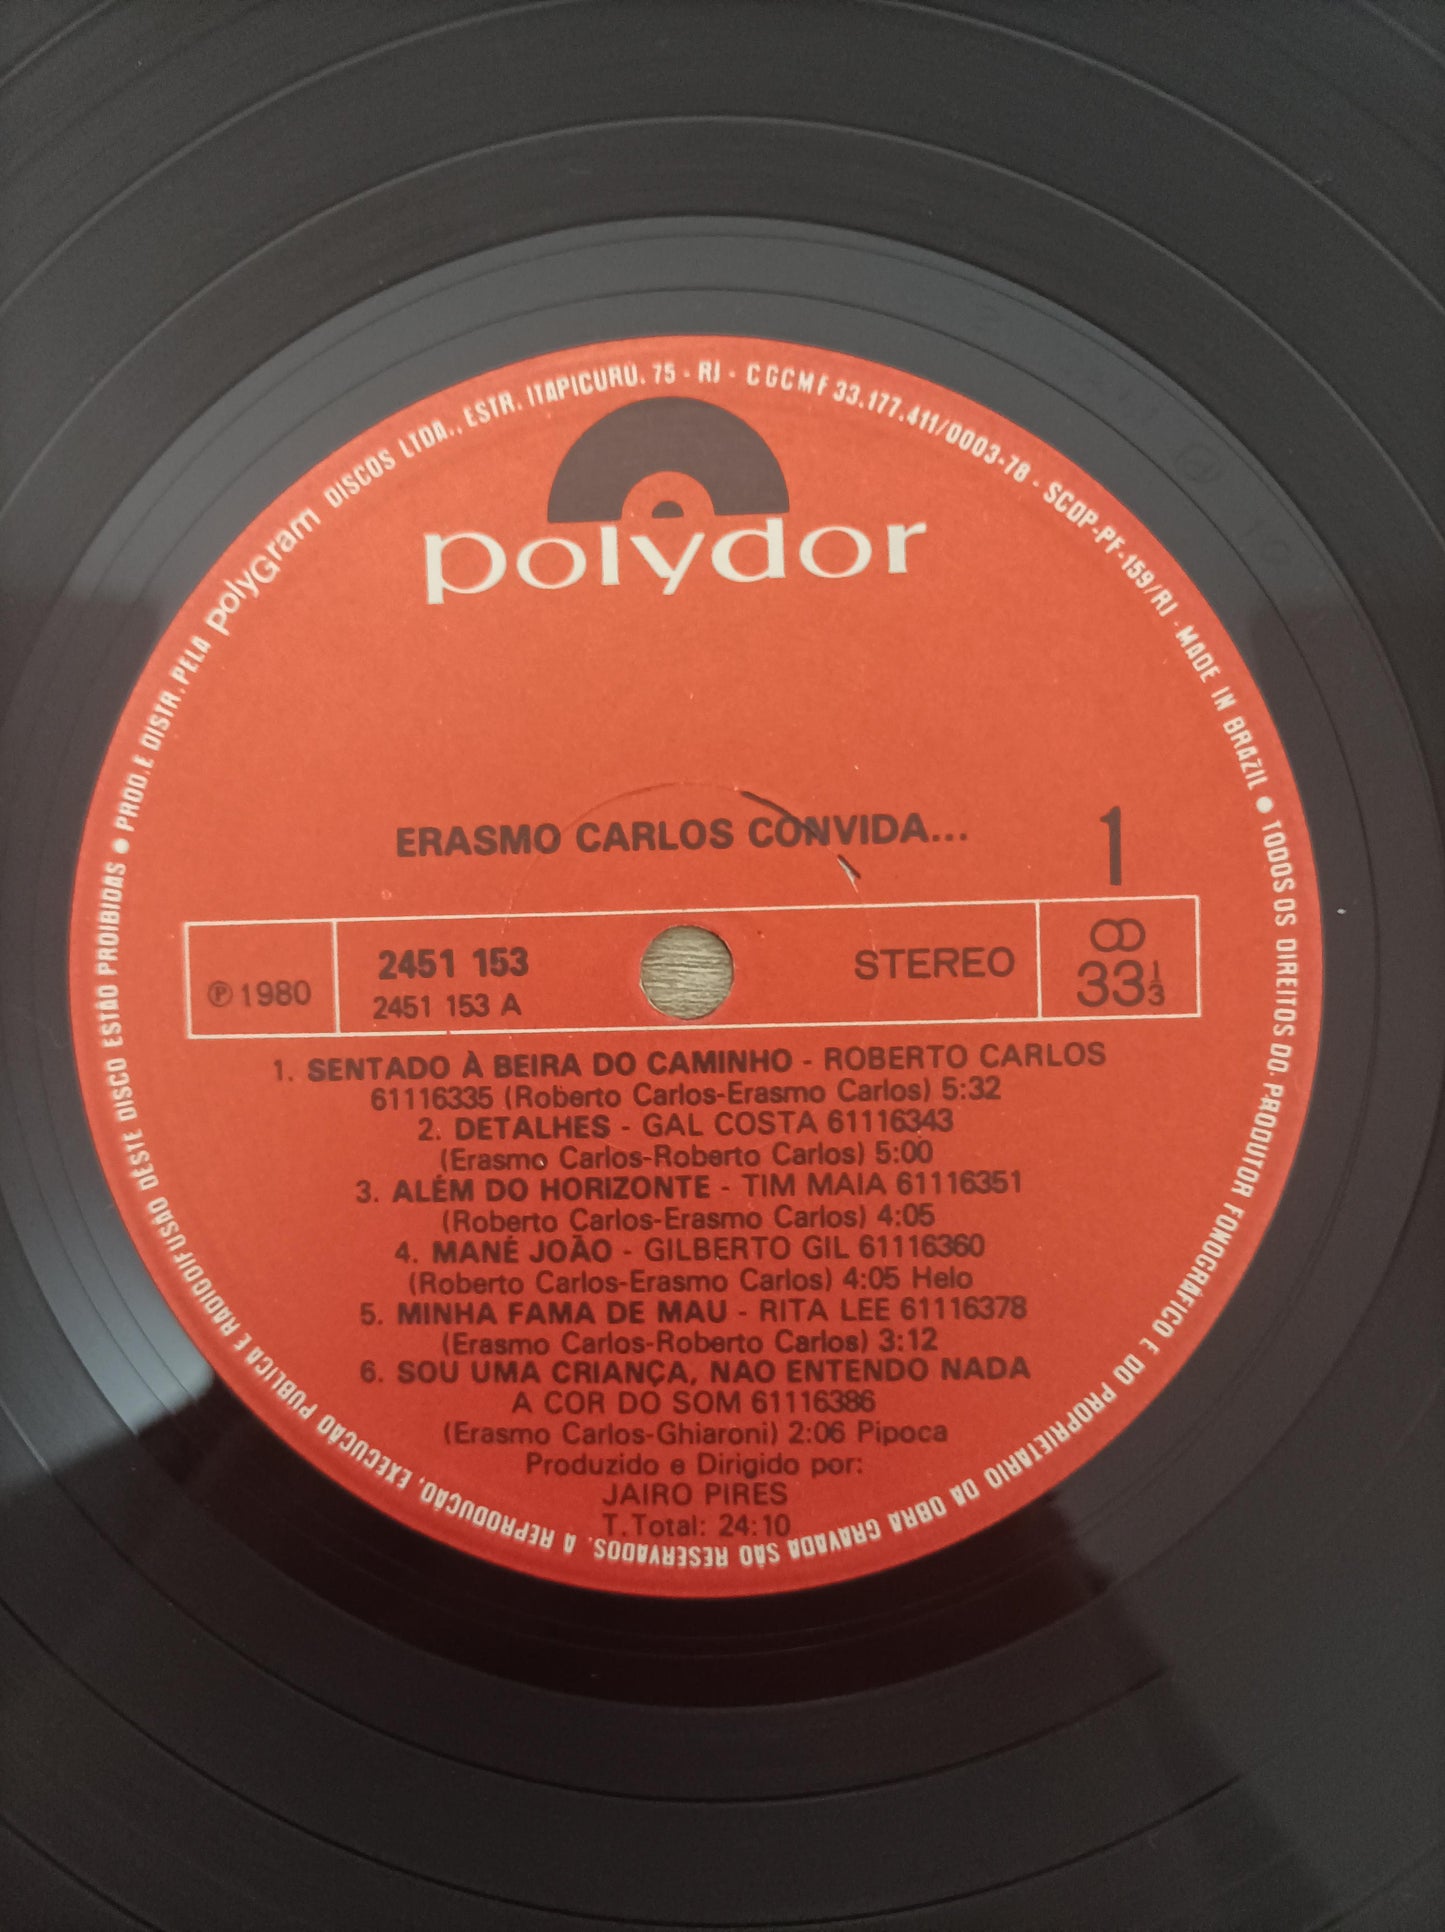 ● PROD. E DISTR. PELA polyGram DISCOS LTDA., ESTR. ITAPICURU, 75 - RJ - CGCMF 33.177.411/0003-78 - SCDP-PF-159/RJ - MADE IN BRAZIL ● TODOS OS DIREITOS DO PRODUTOR FONOGRÁFICO E DO PROPRIETÁRIO DA OBRA GRAVADA SÃO RESERVADOS. A REPRODUÇÃO, EXECUÇÃO PÚBLICA E RADIODIFUSÃO DESTE DISCO ESTÃO PROIBIDAS
polydor
ERASMO CARLOS CONVIDA...
1
℗ 1980
2451 153
2451 153 A
STEREO
33⅓
1. SENTADO À BEIRA DO CAMINHO - ROBERTO CARLOS
61116335 (Roberto Carlos-Erasmo Carlos) 5:32
2. DETALHES - GAL COSTA 61116343
(Erasmo Carlos-Roberto Carlos) 5:00
3. ALÉM DO HORIZONTE - TIM MAIA 61116351
(Roberto Carlos-Erasmo Carlos) 4:05
4. MANÉ JOÃO - GILBERTO GIL 61116360
(Roberto Carlos-Erasmo Carlos) 4:05 Helo
5. MINHA FAMA DE MAU - RITA LEE 61116378
(Erasmo Carlos-Roberto Carlos) 3:12
6. SOU UMA CRIANÇA, NAO ENTENDO NADA
A COR DO SOM 61116386
(Erasmo Carlos-Ghiaroni) 2:06 Pipoca
Produzido e Dirigido por:
JAIRO PIRES
T.Total: 24:10